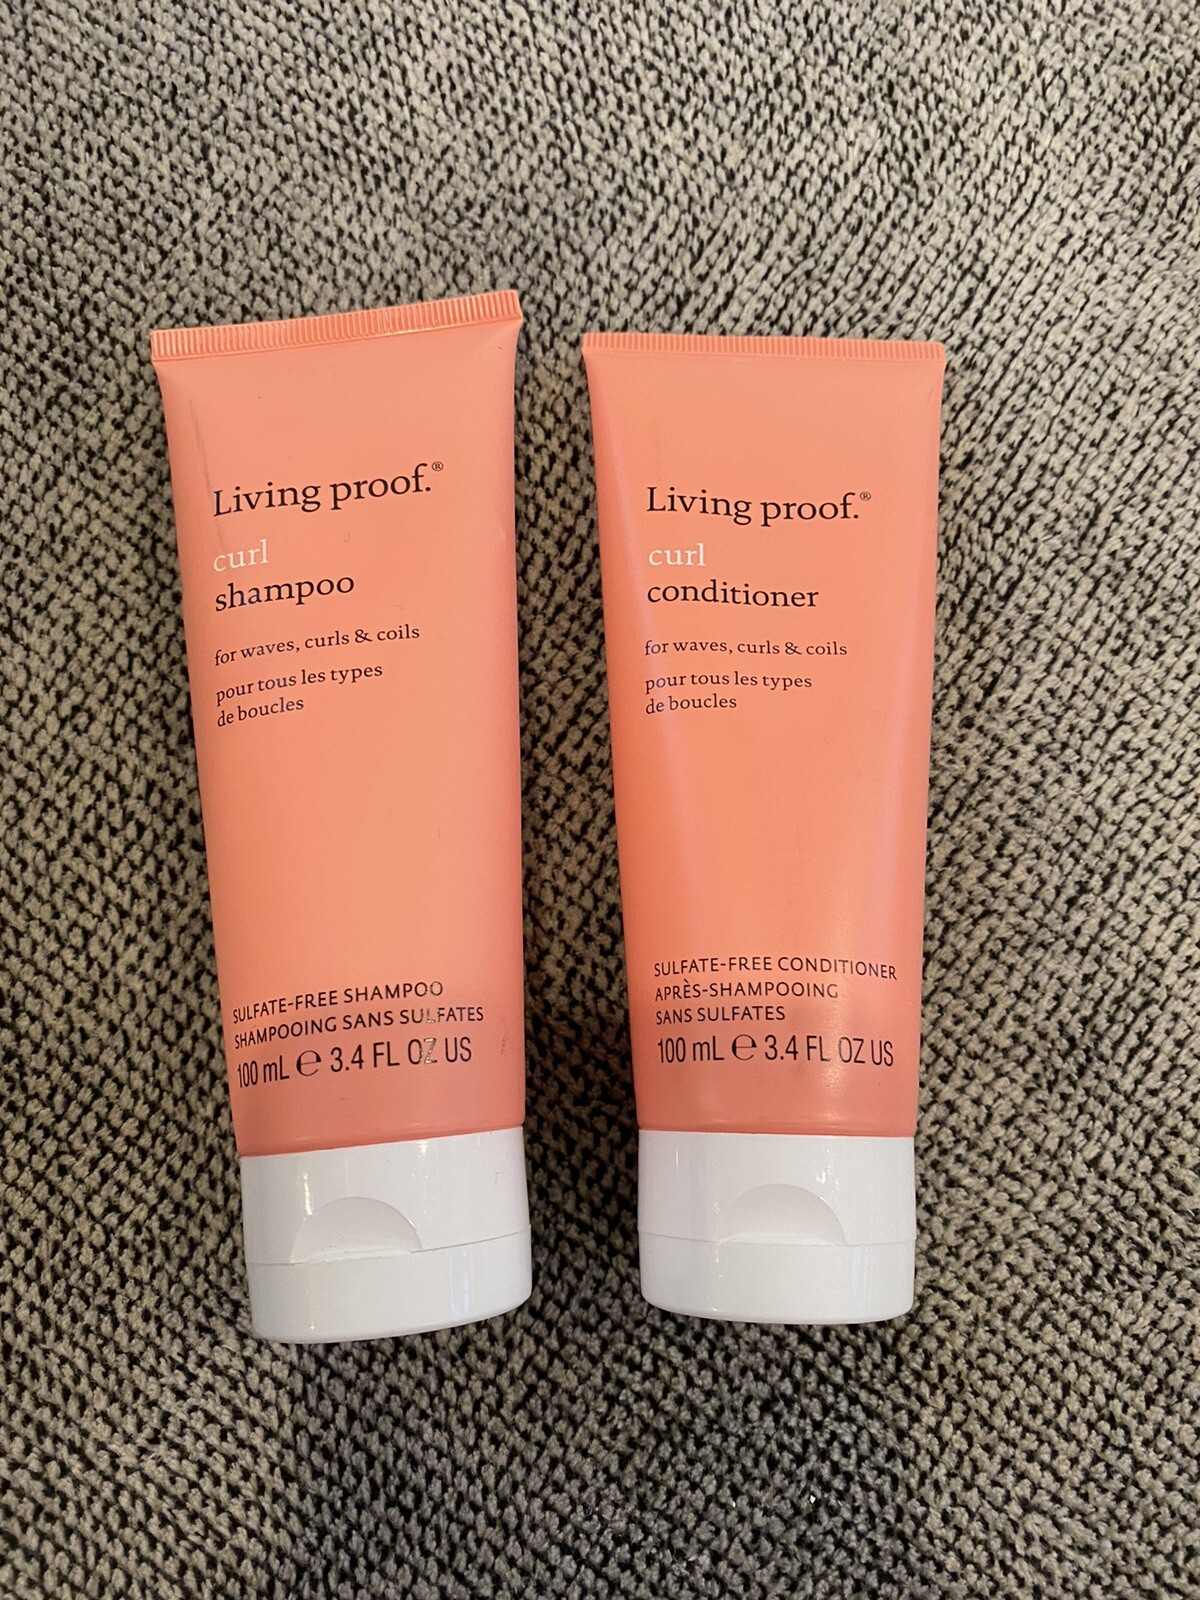 Living proof.®
curl
shampoo
for waves, curls & coils
pour tous les types
de boucles
SULFATE-FREE SHAMPOO
SHAMPOOING SANS SULFATES
100 mL ℮ 3.4 FL OZ US
Living proof.®
curl
conditioner
for waves, curls & coils
pour tous les types
de boucles
SULFATE-FREE CONDITIONER
APRÈS-SHAMPOOING
SANS SULFATES
100 mL ℮ 3.4 FL OZ US